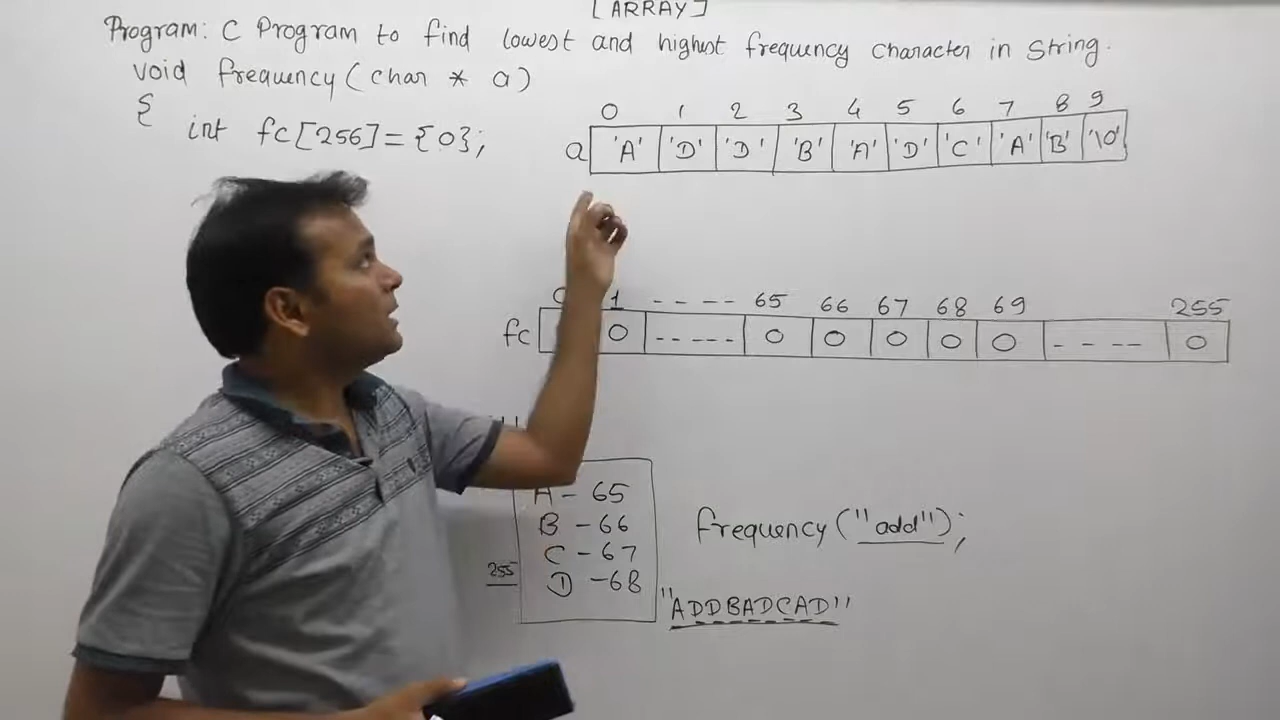 [ARRAY]
Program: C Program to find lowest and highest frequency character in String.
void frequency(char * a)
{
int fc[256]={0};
0 1 2 3 4 5 6 7 8 9
a 'A' 'D' 'D' 'B' 'A' 'D' 'C' 'A' 'B' '\0'
1 ---- 65 66 67 68 69 255
fc 0 ----- 0 0 0 0 0 ---- 0
A - 65
B - 66
C - 67
255
D - 68
frequency("add");
"ADDBADCAD"